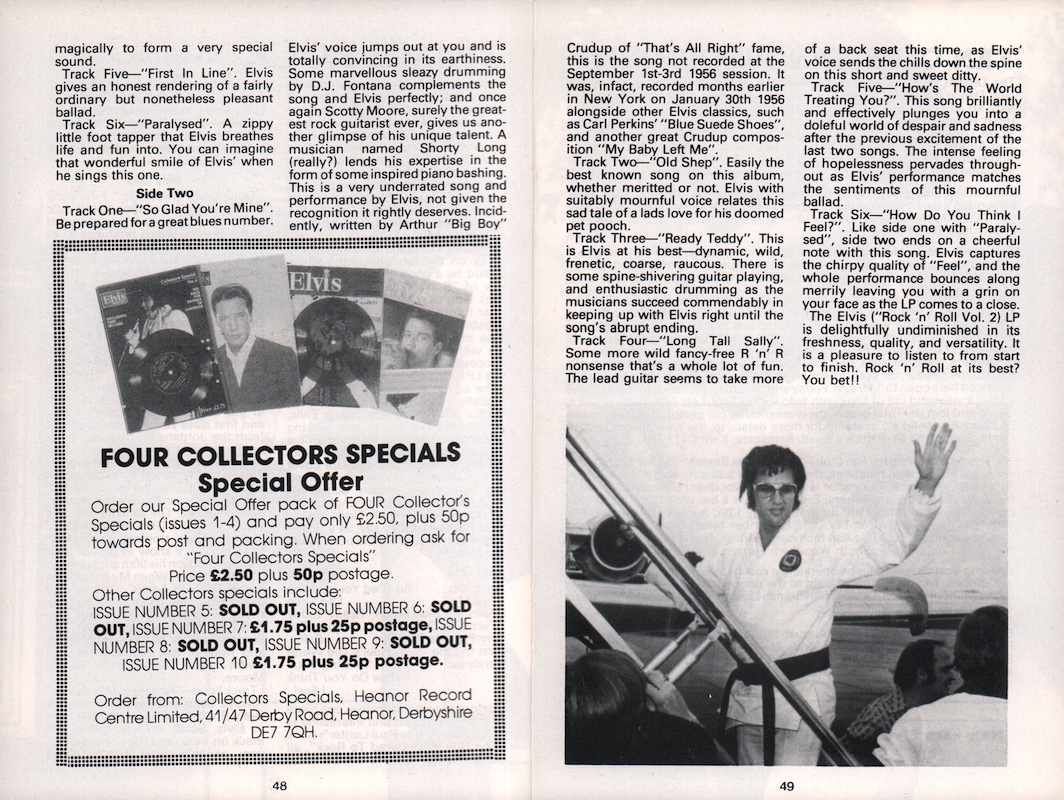 magically to form a very special
sound.
Track Five—"First In Line". Elvis
gives an honest rendering of a fairly
ordinary but nonetheless pleasant
ballad.
Track Six—"Paralysed". A zippy
little foot tapper that Elvis breathes
life and fun into. You can imagine
that wonderful smile of Elvis' when
he sings this one.
Side Two
Track One—"So Glad You're Mine".
Be prepared for a great blues number.
Elvis' voice jumps out at you and is
totally convincing in its earthiness.
Some marvellous sleazy drumming
by D.J. Fontana complements the
song and Elvis perfectly; and once
again Scotty Moore, surely the great-
est rock guitarist ever, gives us ano-
ther glimpse of his unique talent. A
musician named Shorty Long
(really?) lends his expertise in the
form of some inspired piano bashing.
This is a very underrated song and
performance by Elvis, not given the
recognition it rightly deserves. Incid-
ently, written by Arthur "Big Boy"
Elvis
Collectors Special
Elvis
FOUR COLLECTORS SPECIALS
Special Offer
Order our Special Offer pack of FOUR Collector's
Specials (issues 1-4) and pay only £2.50, plus 50p
towards post and packing. When ordering ask for
"Four Collectors Specials"
Price £2.50 plus 50p postage.
Other Collectors specials include:
ISSUE NUMBER 5: SOLD OUT, ISSUE NUMBER 6: SOLD
OUT, ISSUE NUMBER 7: £1.75 plus 25p postage, ISSUE
NUMBER 8: SOLD OUT, ISSUE NUMBER 9: SOLD OUT,
ISSUE NUMBER 10 £1.75 plus 25p postage.
Order from: Collectors Specials, Heanor Record
Centre Limited, 41/47 Derby Road, Heanor, Derbyshire
DE7 7QH.
48
Crudup of "That's All Right" fame,
this is the song not recorded at the
September 1st-3rd 1956 session. It
was, infact, recorded months earlier
in New York on January 30th 1956
alongside other Elvis classics, such
as Carl Perkins' "Blue Suede Shoes",
and another great Crudup compos-
ition "My Baby Left Me".
Track Two—"Old Shep". Easily the
best known song on this album,
whether meritted or not. Elvis with
suitably mournful voice relates this
sad tale of a lads love for his doomed
pet pooch.
Track Three—"Ready Teddy". This
is Elvis at his best—dynamic, wild,
frenetic, coarse, raucous. There is
some spine-shivering guitar playing,
and enthusiastic drumming as the
musicians succeed commendably in
keeping up with Elvis right until the
song's abrupt ending.
Track Four—"Long Tall Sally".
Some more wild fancy-free R 'n' R
nonsense that's a whole lot of fun.
The lead guitar seems to take more
of a back seat this time, as Elvis'
voice sends the chills down the spine
on this short and sweet ditty.
Track Five—"How's The World
Treating You?". This song brilliantly
and effectively plunges you into a
doleful world of despair and sadness
after the previous excitement of the
last two songs. The intense feeling
of hopelessness pervades through-
out as Elvis' performance matches
the sentiments of this mournful
ballad.
Track Six—"How Do You Think I
Feel?". Like side one with "Paraly-
sed", side two ends on a cheerful
note with this song. Elvis captures
the chirpy quality of "Feel", and the
whole performance bounces along
merrily leaving you with a grin on
your face as the LP comes to a close.
The Elvis ("Rock 'n' Roll Vol. 2) LP
is delightfully undiminished in its
freshness, quality, and versatility. It
is a pleasure to listen to from start
to finish. Rock 'n' Roll at its best?
You bet!!
49